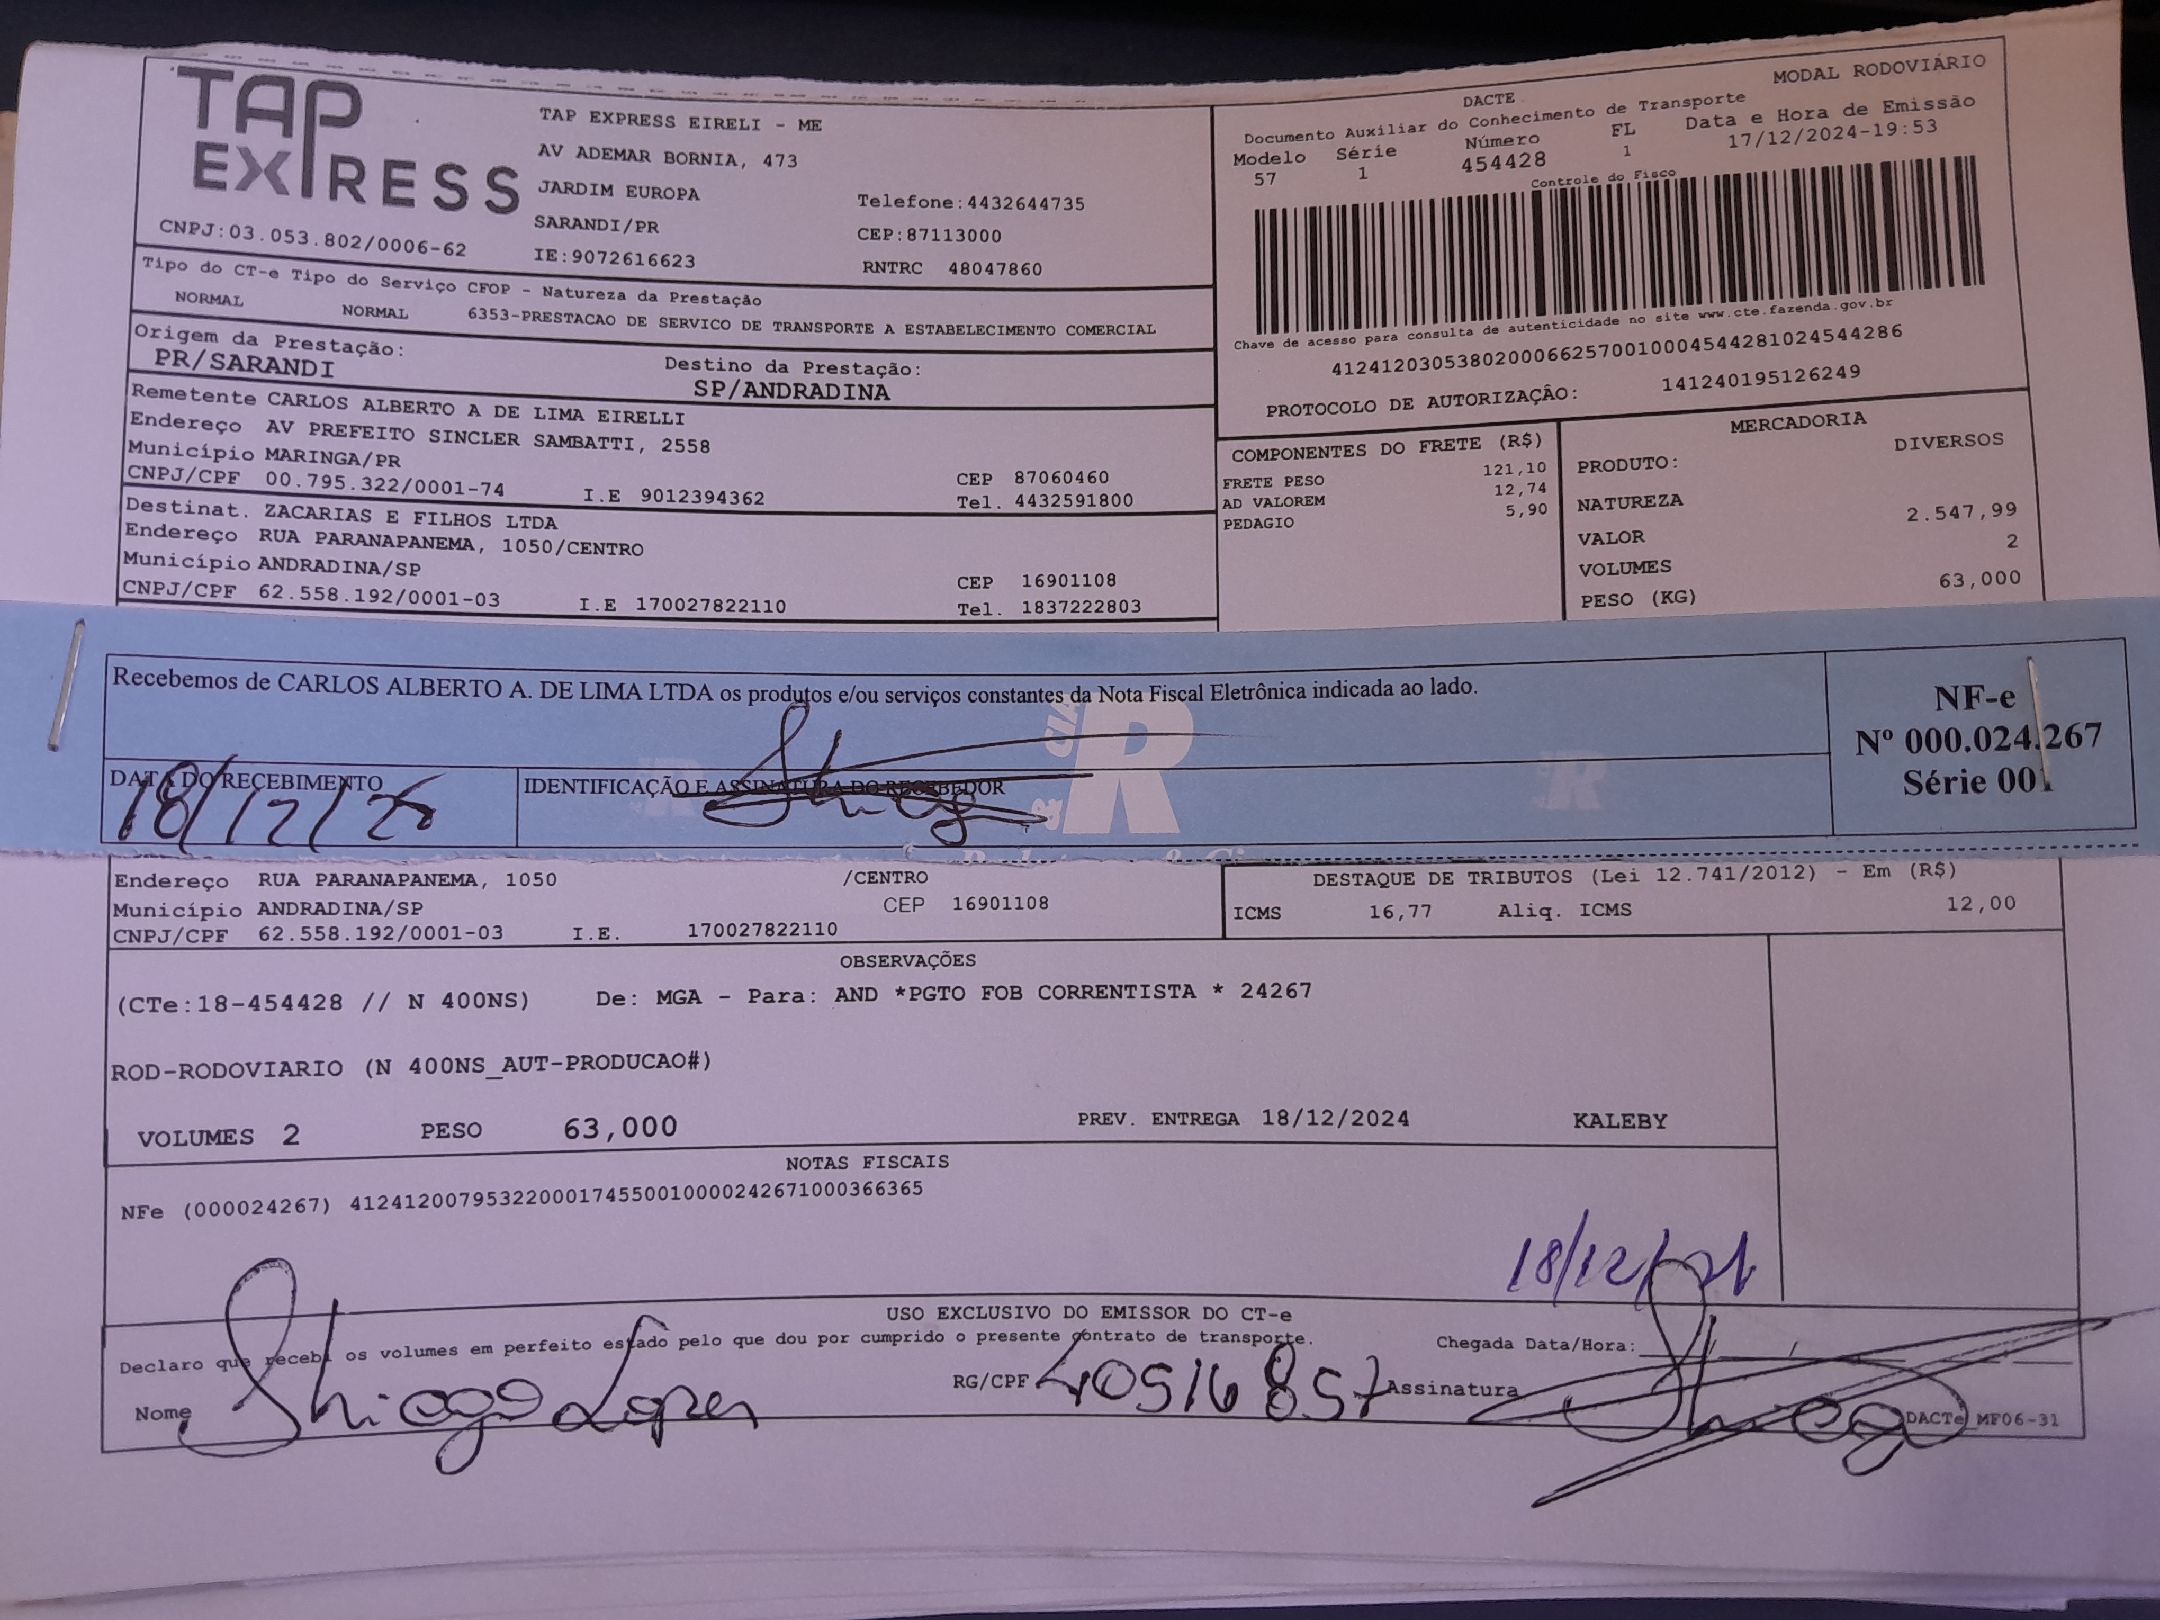 TAP
EXPRESS
CNPJ:03.053.802/0006-62
TAP EXPRESS EIRELI - ME
AV ADEMAR BORNIA, 473
JARDIM EUROPA
Telefone:4432644735
SARANDI/PR
CEP:87113000
IE:9072616623
RNTRC 48047860
MODAL RODOVIÁRIO
DACTE
Documento Auxiliar do Conhecimento de Transporte
Modelo Série Número FL Data e Hora de Emissão
57 1 454428 1 17/12/2024-19:53
Controle do Fisco
Chave de acesso para consulta de autenticidade no site www.cte.fazenda.gov.br
41241203053802000662570010004544281024544286
PROTOCOLO DE AUTORIZAÇÃO: 141240195126249
Tipo do CT-e Tipo do Serviço CFOP - Natureza da Prestação
NORMAL NORMAL 6353-PRESTACAO DE SERVICO DE TRANSPORTE A ESTABELECIMENTO COMERCIAL
Origem da Prestação:
PR/SARANDI
Destino da Prestação:
SP/ANDRADINA
Remetente CARLOS ALBERTO A DE LIMA EIRELLI
Endereço AV PREFEITO SINCLER SAMBATTI, 2558
Município MARINGA/PR
CEP 87060460
CNPJ/CPF 00.795.322/0001-74 I.E 9012394362 Tel. 4432591800
Destinat. ZACARIAS E FILHOS LTDA
Endereço RUA PARANAPANEMA, 1050/CENTRO
Município ANDRADINA/SP
CEP 16901108
CNPJ/CPF 62.558.192/0001-03 I.E 170027822110 Tel. 1837222803
COMPONENTES DO FRETE (R$)
FRETE PESO 121,10
AD VALOREM 12,74
PEDAGIO 5,90
MERCADORIA
PRODUTO: DIVERSOS
NATUREZA
VALOR 2.547,99
VOLUMES 2
PESO (KG) 63,000
Recebemos de CARLOS ALBERTO A. DE LIMA LTDA os produtos e/ou serviços constantes da Nota Fiscal Eletrônica indicada ao lado.
NF-e
Nº 000.024.267
Série 001
DATA DO RECEBIMENTO
18/12/
IDENTIFICAÇÃO E ASSINATURA DO RECEBEDOR
& R CIA
Endereço RUA PARANAPANEMA, 1050 /CENTRO
Município ANDRADINA/SP CEP 16901108
CNPJ/CPF 62.558.192/0001-03 I.E. 170027822110
DESTAQUE DE TRIBUTOS (Lei 12.741/2012) - Em (R$)
ICMS 16,77 Aliq. ICMS 12,00
OBSERVAÇÕES
(CTe:18-454428 // N 400NS) De: MGA - Para: AND *PGTO FOB CORRENTISTA * 24267
ROD-RODOVIARIO (N 400NS_AUT-PRODUCAO#)
VOLUMES 2 PESO 63,000 PREV. ENTREGA 18/12/2024 KALEBY
NOTAS FISCAIS
NFe (000024267) 41241200795322000174550010000242671000366365
18/12/
USO EXCLUSIVO DO EMISSOR DO CT-e
Declaro que recebi os volumes em perfeito estado pelo que dou por cumprido o presente contrato de transporte.
Chegada Data/Hora: / /
Nome Thiago Lopes RG/CPF 40516857 Assinatura Thiago
DACTe MF06-31